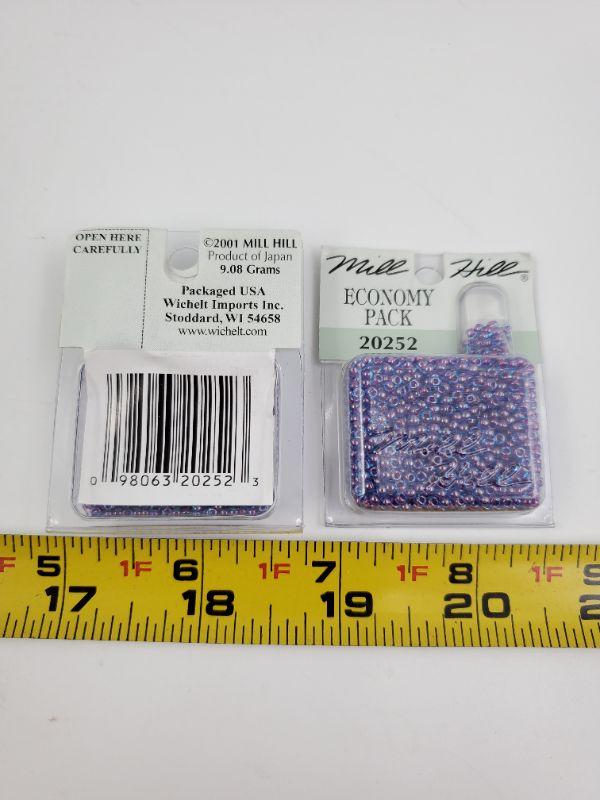 OPEN HERE
CAREFULLY
©2001 MILL HILL
Product of Japan
9.08 Grams
Packaged USA
Wichelt Imports Inc.
Stoddard, WI 54658
www.wichelt.com
0 98063 20252 3
Mill Hill®
ECONOMY
PACK
20252
Mill
Hill
F 5 1F 6 1F 7 1F 8 1F 9
17 18 19 20 2